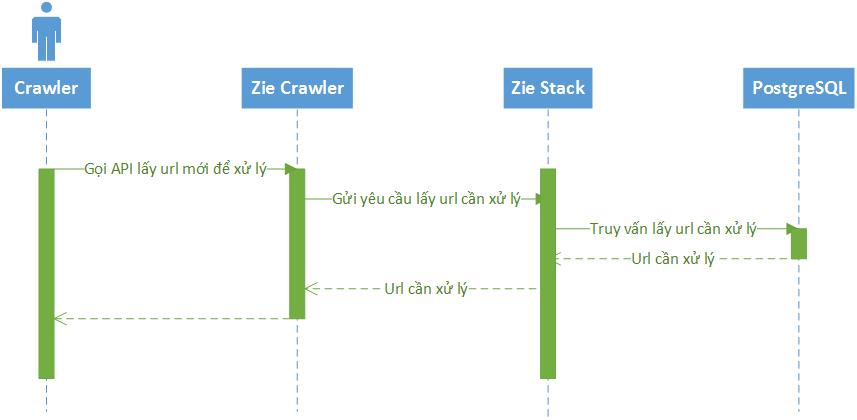 Crawler
Zie Crawler
Zie Stack
PostgreSQL
Gọi API lấy url mới để xử lý
Gửi yêu cầu lấy url cần xử lý
Truy vấn lấy url cần xử lý
Url cần xử lý
Url cần xử lý